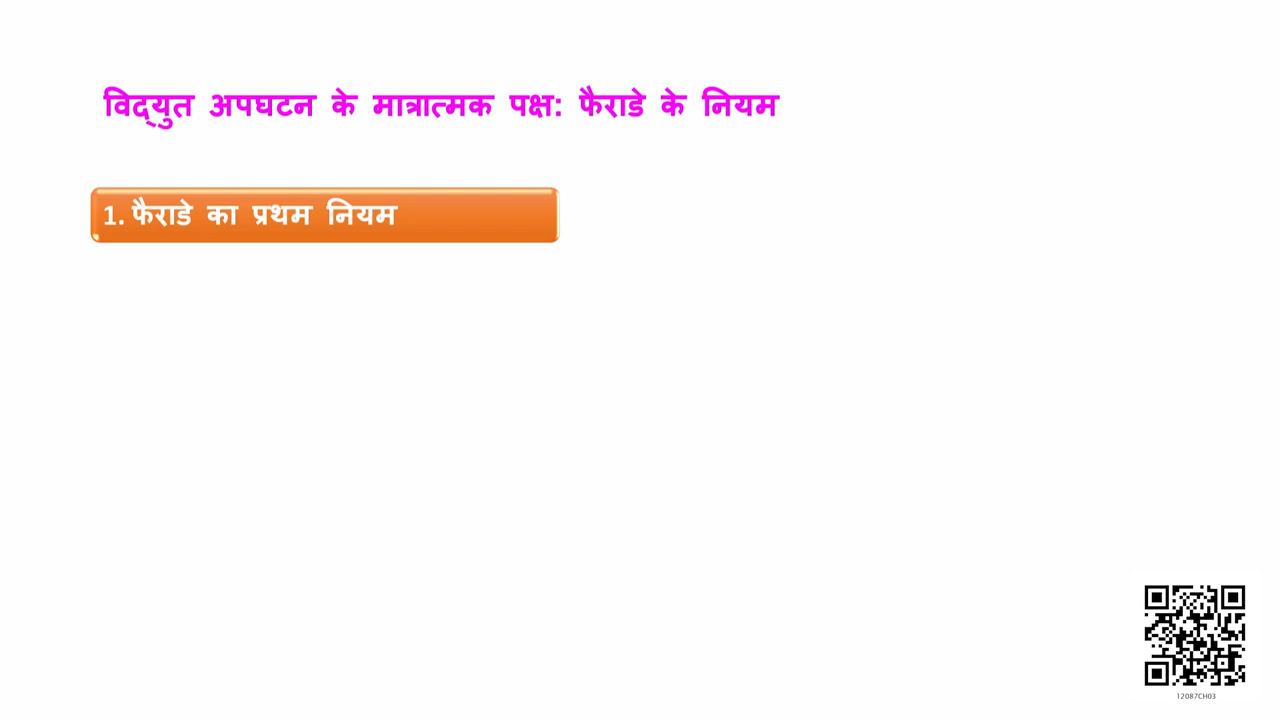 विद्युत अपघटन के मात्रात्मक पक्ष: फैराडे के नियम
1. फैराडे का प्रथम नियम
12087CH03